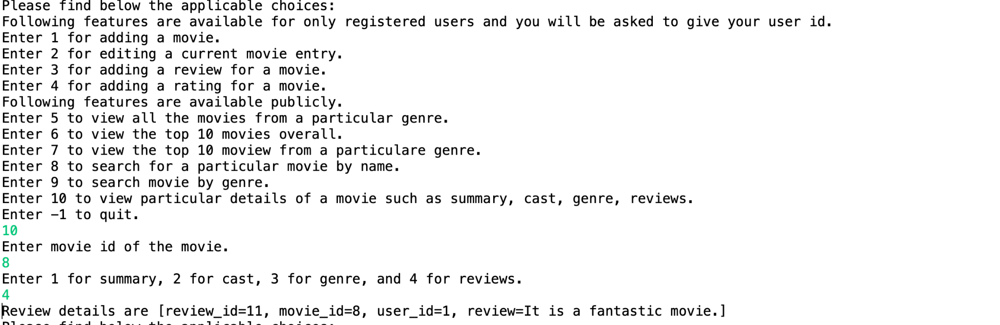 Please find below the applicable choices:
Following features are available for only registered users and you will be asked to give your user id.
Enter 1 for adding a movie.
Enter 2 for editing a current movie entry.
Enter 3 for adding a review for a movie.
Enter 4 for adding a rating for a movie.
Following features are available publicly.
Enter 5 to view all the movies from a particular genre.
Enter 6 to view the top 10 movies overall.
Enter 7 to view the top 10 moview from a particulare genre.
Enter 8 to search for a particular movie by name.
Enter 9 to search movie by genre.
Enter 10 to view particular details of a movie such as summary, cast, genre, reviews.
Enter -1 to quit.
10
Enter movie id of the movie.
8
Enter 1 for summary, 2 for cast, 3 for genre, and 4 for reviews.
4
Review details are [review_id=11, movie_id=8, user_id=1, review=It is a fantastic movie.]
Please find below the applicable choices: